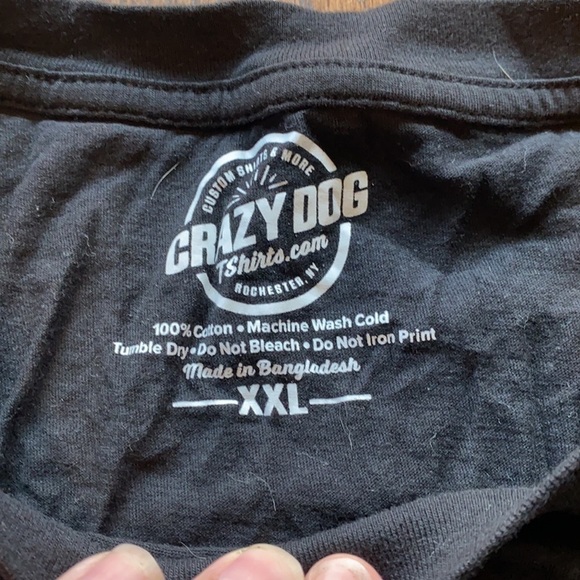 CUSTOM SHIRTS & MORE
CRAZY DOG
TShirts.com
ROCHESTER, NY
100% Cotton • Machine Wash Cold
Tumble Dry • Do Not Bleach • Do Not Iron Print
Made in Bangladesh
XXL